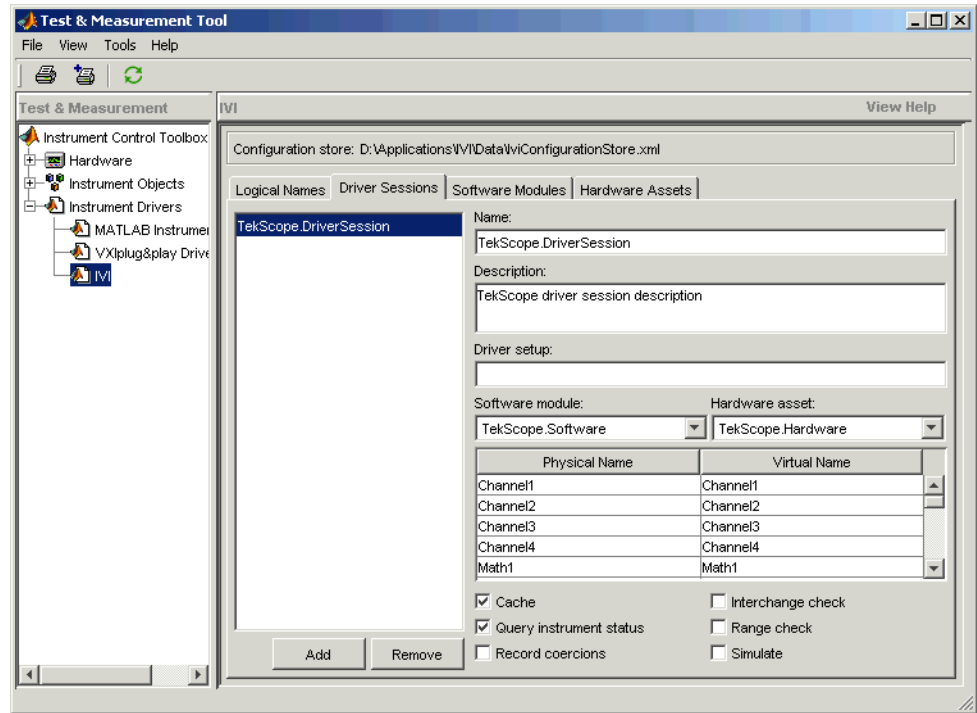 Test & Measurement Tool
File View Tools Help
Test & Measurement
IVI
View Help
Instrument Control Toolbox
Hardware
Instrument Objects
Instrument Drivers
MATLAB Instrumen
VXIplug&play Drive
IVI
Configuration store: D:\Applications\IVI\Data\IviConfigurationStore.xml
Logical Names Driver Sessions Software Modules Hardware Assets
TekScope.DriverSession
Name:
TekScope.DriverSession
Description:
TekScope driver session description
Driver setup:
Software module: Hardware asset:
TekScope.Software TekScope.Hardware
Physical Name Virtual Name
Channel1 Channel1
Channel2 Channel2
Channel3 Channel3
Channel4 Channel4
Math1 Math1
Cache Interchange check
Query instrument status Range check
Record coercions Simulate
Add Remove